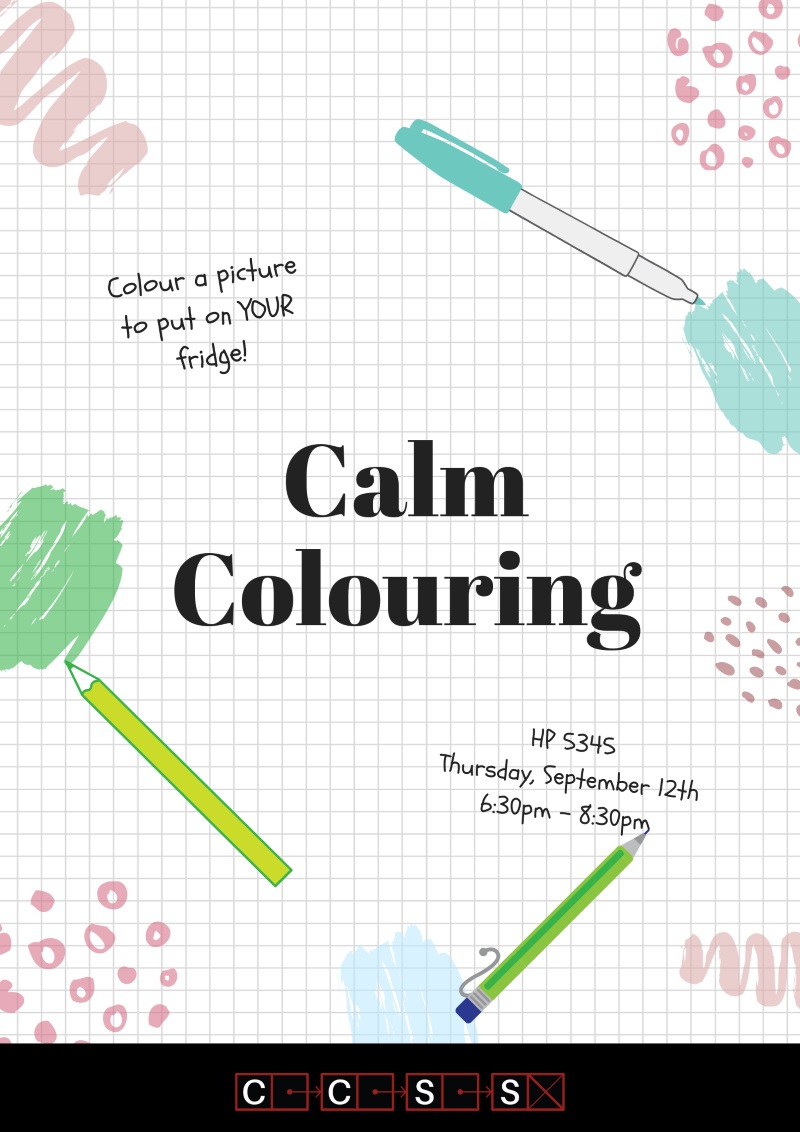 Colour a picture
to put on YOUR
fridge!
Calm
Colouring
HP 5345
Thursday, September 12th
6:30pm - 8:30pm
C C S S